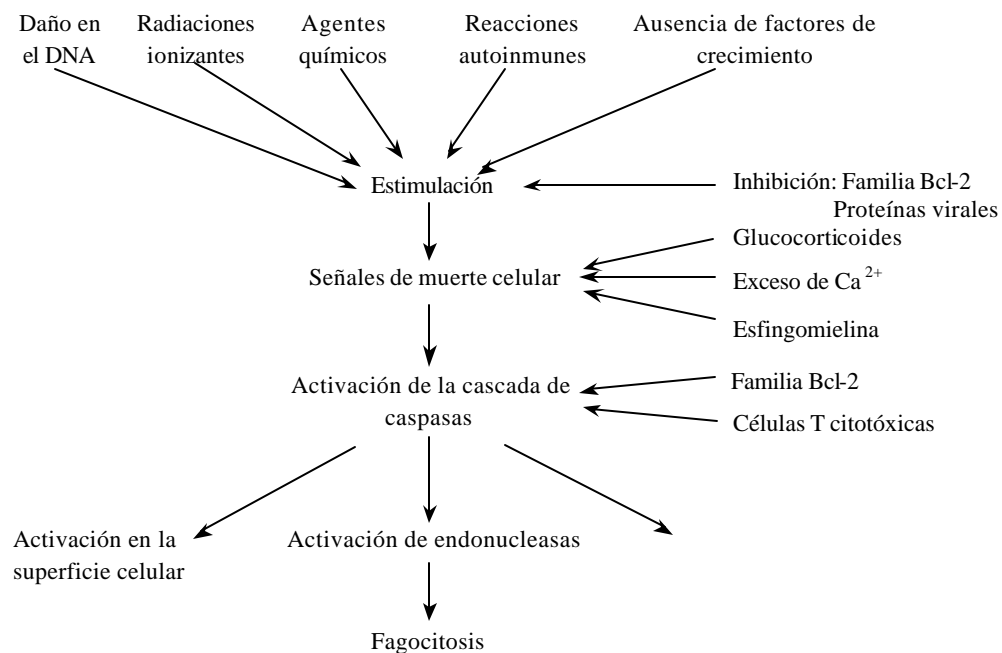 Daño en
el DNA
Radiaciones
ionizantes
Agentes
químicos
Reacciones
autoinmunes
Ausencia de factores de
crecimiento
Estimulación
Inhibición: Familia Bcl-2
Proteínas virales
Glucocorticoides
Señales de muerte celular
Exceso de Ca 2+
Esfingomielina
Activación de la cascada de
caspasas
Familia Bcl-2
Células T citotóxicas
Activación en la
superficie celular
Activación de endonucleasas
Fagocitosis